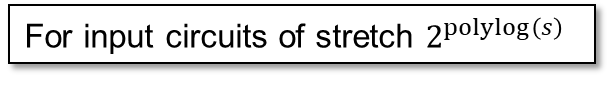 For input circuits of stretch 2^polylog(s)